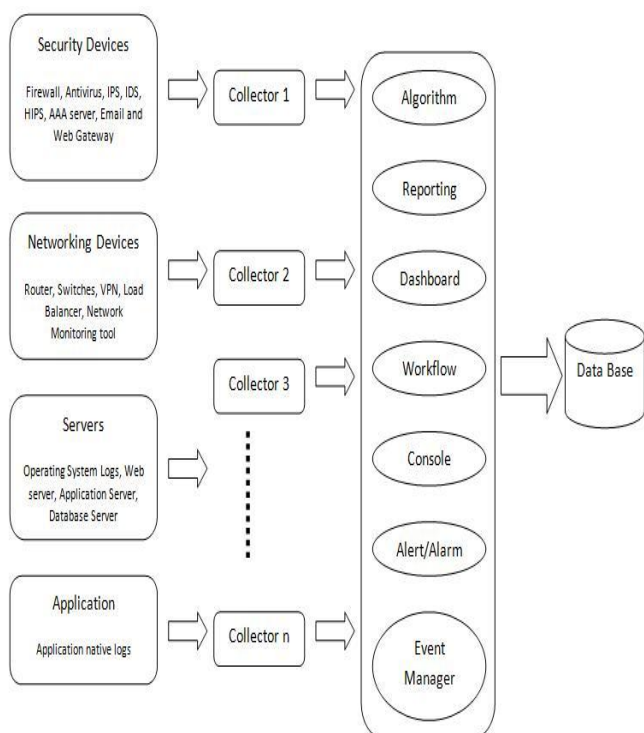 Security Devices
Firewall, Antivirus, IPS, IDS,
HIPS, AAA server, Email and
Web Gateway
Collector 1
Networking Devices
Router, Switches, VPN, Load
Balancer, Network
Monitoring tool
Collector 2
Collector 3
Servers
Operating System Logs, Web
server, Application Server,
Database Server
Application
Application native logs
Collector n
Algorithm
Reporting
Dashboard
Workflow
Console
Alert/Alarm
Event
Manager
Data Base